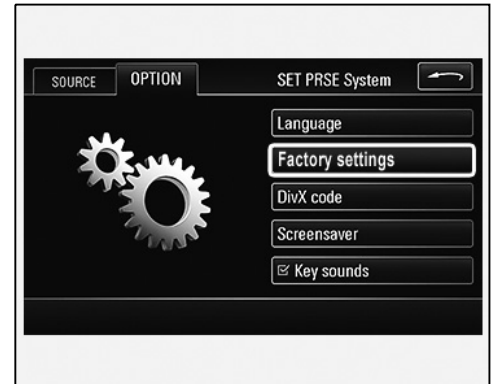 SOURCE OPTION SET PRSE System
Language
Factory settings
DivX code
Screensaver
Key sounds